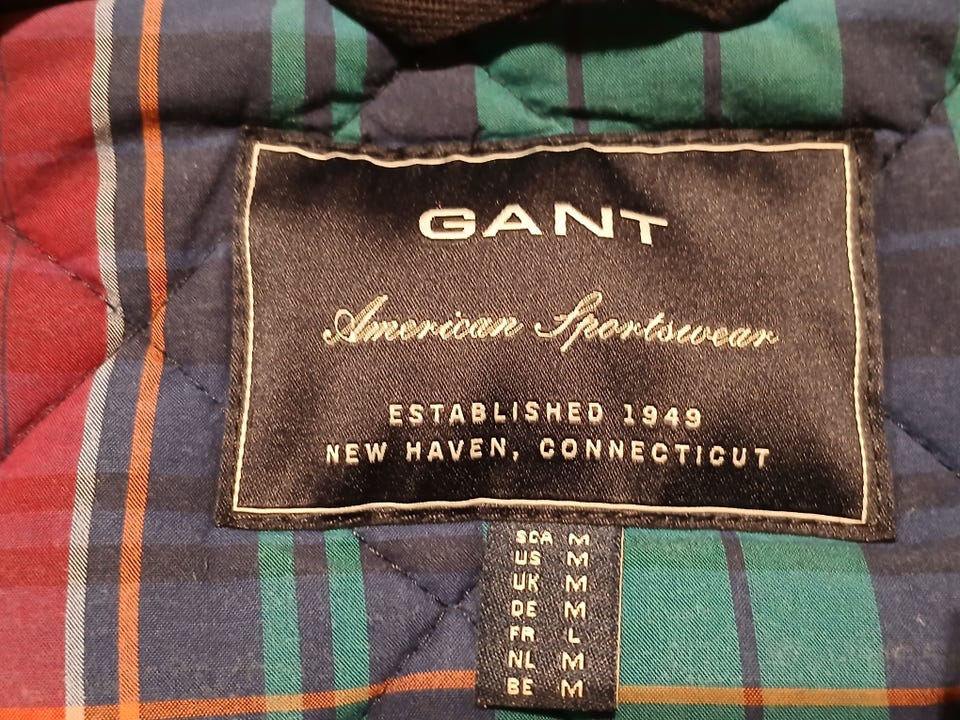 GANT
American Sportswear
ESTABLISHED 1949
NEW HAVEN, CONNECTICUT
SCA M
US M
UK M
DE M
FR L
NL M
BE M